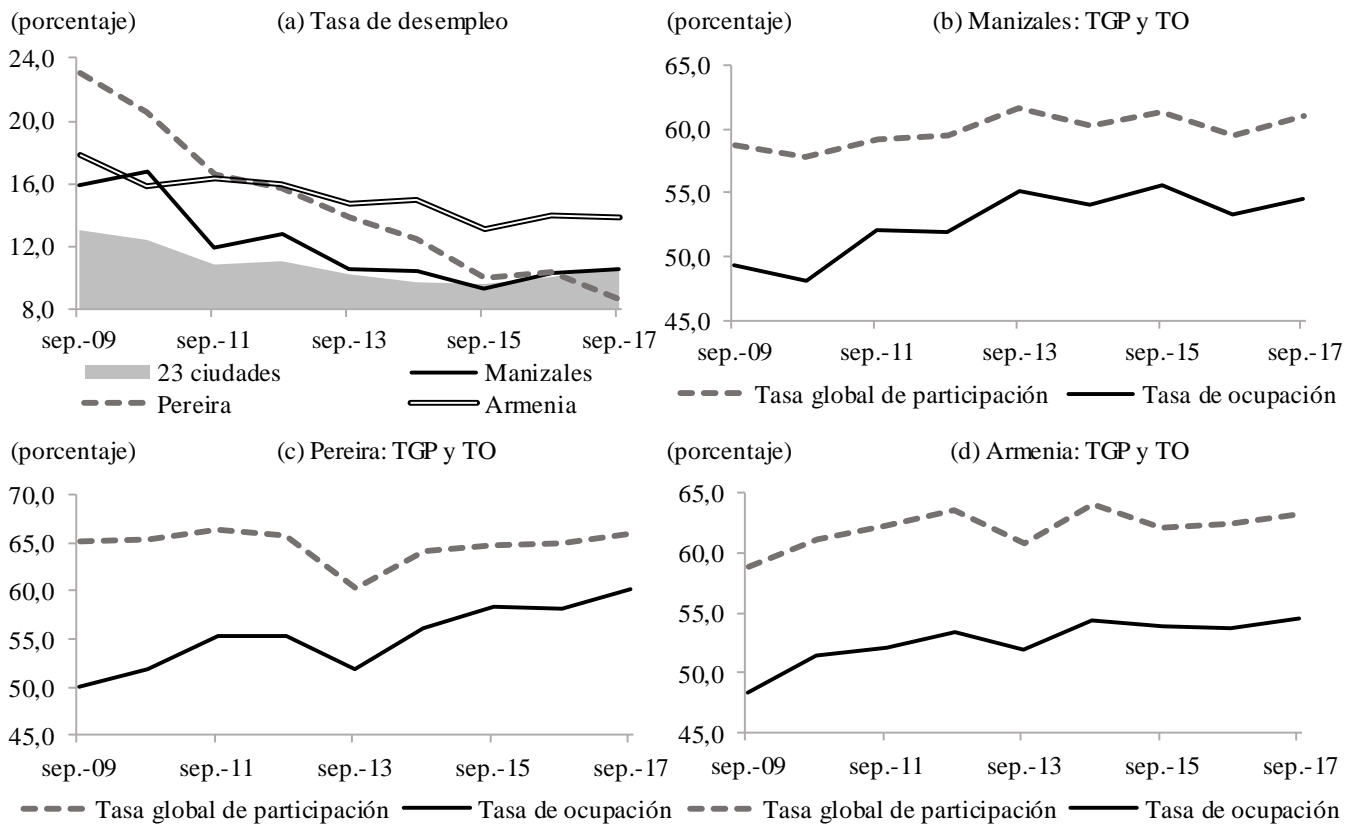 (porcentaje) (a) Tasa de desempleo
24,0
20,0
16,0
12,0
8,0
sep.-09 sep.-11 sep.-13 sep.-15 sep.-17
23 ciudades Manizales
Pereira Armenia
(porcentaje) (b) Manizales: TGP y TO
65,0
60,0
55,0
50,0
45,0
sep.-09 sep.-11 sep.-13 sep.-15 sep.-17
Tasa global de participación Tasa de ocupación
(porcentaje) (c) Pereira: TGP y TO
70,0
65,0
60,0
55,0
50,0
45,0
sep.-09 sep.-11 sep.-13 sep.-15 sep.-17
Tasa global de participación Tasa de ocupación
(porcentaje) (d) Armenia: TGP y TO
65,0
60,0
55,0
50,0
45,0
sep.-09 sep.-11 sep.-13 sep.-15 sep.-17
Tasa global de participación Tasa de ocupación